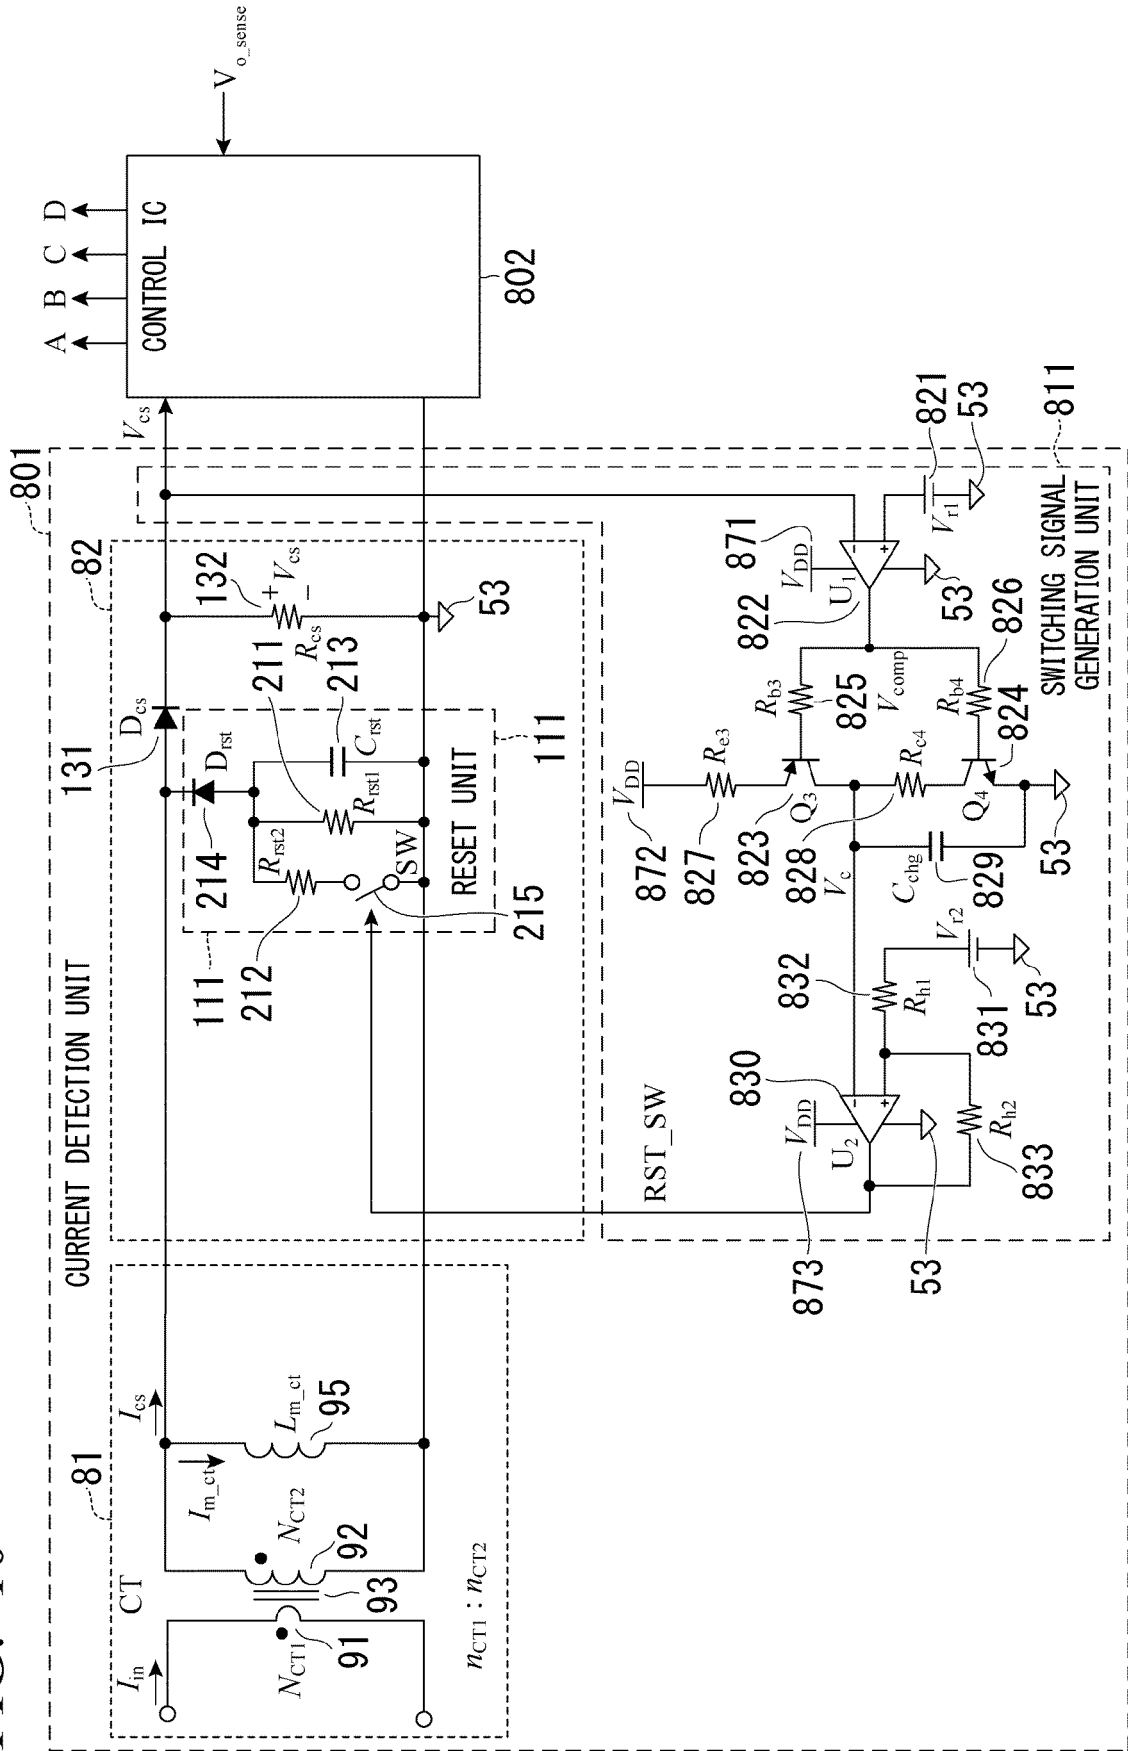 801
CURRENT DETECTION UNIT
81
CT
I_in
N_CT1
91
93
92
N_CT2
I_m_ct
I_cs
L_m_ct
95
n_CT1 : n_CT2
82
131
D_cs
111
214
D_rst
212
R_rst2
211
R_rst1
213
C_rst
SW
215
RESET UNIT
111
132
+
V_cs
–
R_cs
53
V_cs
A
B
C
D
CONTROL IC
802
V_o_sense
RST_SW
873
V_DD
830
-
+
U_2
53
R_h2
833
832
R_h1
V_r2
831
53
872
V_DD
827
R_e3
823
Q_3
828
R_c4
V_c
C_chg
829
Q_4
824
53
R_b3
825
V_comp
R_b4
826
822
871
V_DD
U_1
-
+
53
V_r1
821
53
811
SWITCHING SIGNAL
GENERATION UNIT